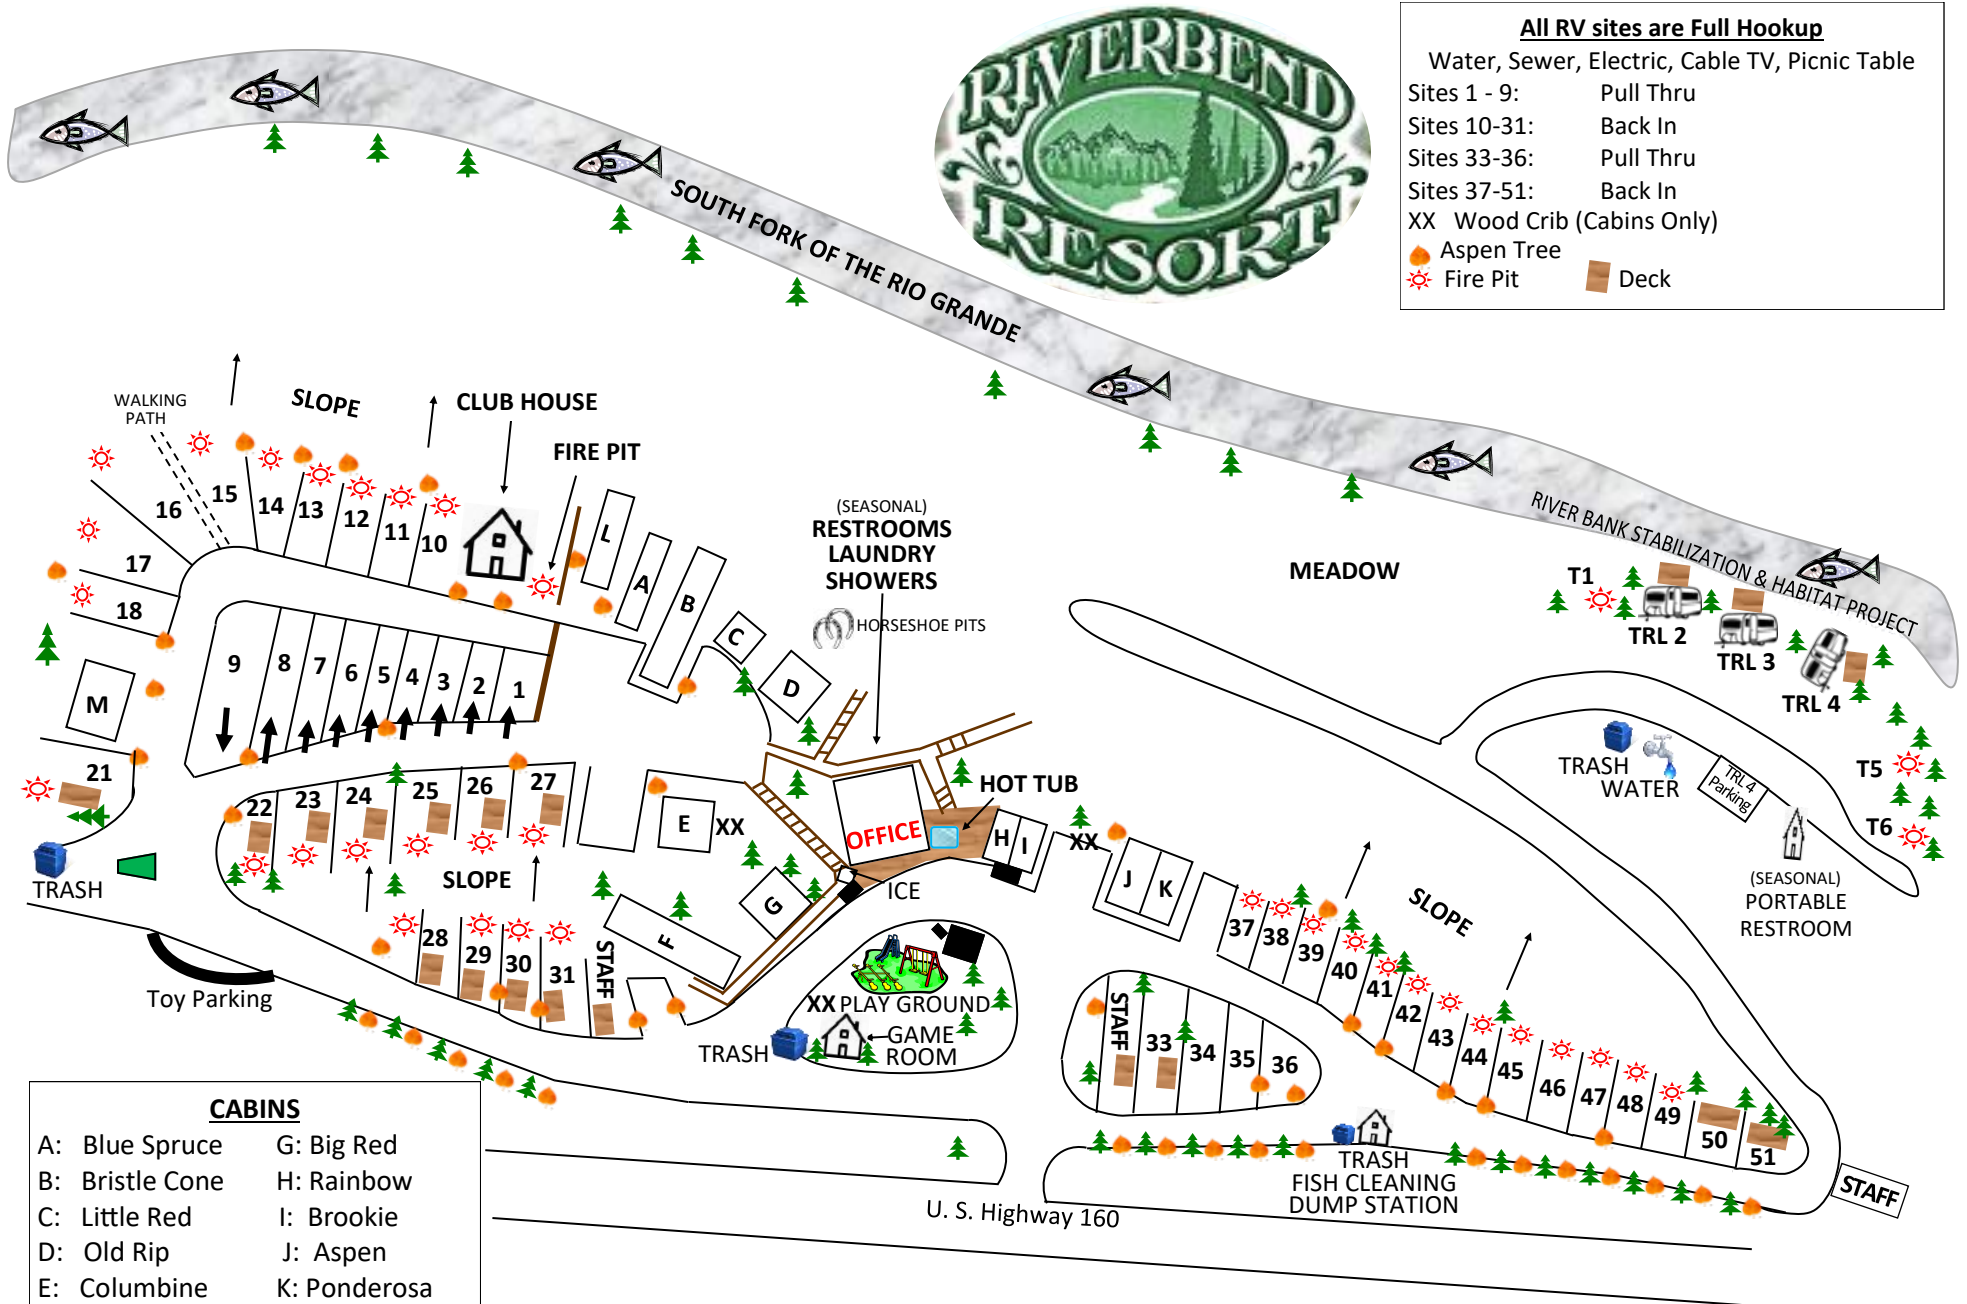 RIVERBEND
RESORT
All RV sites are Full Hookup
Water, Sewer, Electric, Cable TV, Picnic Table
Sites 1 - 9: Pull Thru
Sites 10-31: Back In
Sites 33-36: Pull Thru
Sites 37-51: Back In
XX Wood Crib (Cabins Only)
Aspen Tree
Fire Pit Deck
SOUTH FORK OF THE RIO GRANDE
RIVER BANK STABILIZATION & HABITAT PROJECT
WALKING
PATH
SLOPE
CLUB HOUSE
FIRE PIT
(SEASONAL)
RESTROOMS
LAUNDRY
SHOWERS
HORSESHOE PITS
MEADOW
16
15
14
13
12
11
10
17
18
L
A
B
C
D
M
9
8
7
6
5
4
3
2
1
T1
TRL 2
TRL 3
TRL 4
TRASH
WATER
TRL 4
Parking
T5
T6
(SEASONAL)
PORTABLE
RESTROOM
21
22
23
24
25
26
27
E
XX
OFFICE
HOT TUB
H
I
XX
J
K
ICE
TRASH
SLOPE
G
F
28
29
30
31
STAFF
Toy Parking
XX PLAY GROUND
GAME
ROOM
TRASH
SLOPE
37
38
39
40
41
42
43
44
45
46
47
48
49
50
51
STAFF
33
34
35
36
STAFF
TRASH
FISH CLEANING
DUMP STATION
U. S. Highway 160
CABINS
A: Blue Spruce G: Big Red
B: Bristle Cone H: Rainbow
C: Little Red I: Brookie
D: Old Rip J: Aspen
E: Columbine K: Ponderosa